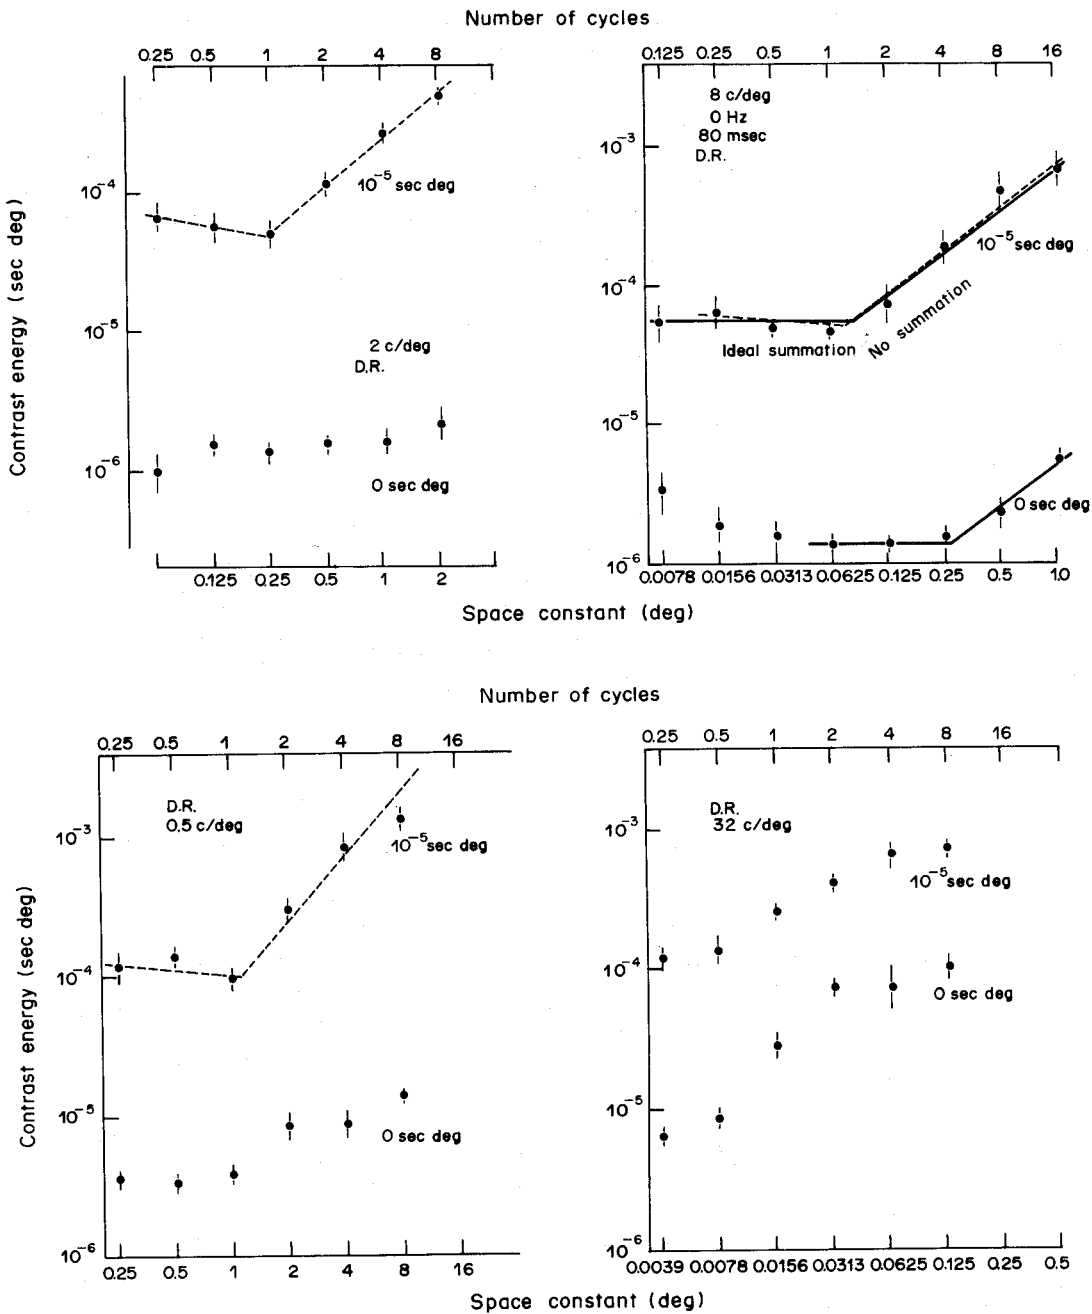 Number of cycles
0.25 0.5 1 2 4 8
0.125 0.25 0.5 1 2 4 8 16
8 c/deg
0 Hz
80 msec
D.R.
10⁻³
10⁻⁴
10⁻⁵ sec deg
10⁻⁵ sec deg
10⁻⁴
Ideal summation
No summation
10⁻⁵
2 c/deg
D.R.
10⁻⁵
10⁻⁶
0 sec deg
0 sec deg
10⁻⁶
Contrast energy (sec deg)
0.125 0.25 0.5 1 2
0.0078 0.0156 0.0313 0.0625 0.125 0.25 0.5 1.0
Space constant (deg)
Number of cycles
0.25 0.5 1 2 4 8 16
0.25 0.5 1 2 4 8 16
D.R.
0.5 c/deg
D.R.
32 c/deg
10⁻³
10⁻⁵ sec deg
10⁻³
10⁻⁵ sec deg
10⁻⁴
10⁻⁴
0 sec deg
10⁻⁵
0 sec deg
10⁻⁵
10⁻⁶
10⁻⁶
Contrast energy (sec deg)
0.25 0.5 1 2 4 8 16
0.0039 0.0078 0.0156 0.0313 0.0625 0.125 0.25 0.5
Space constant (deg)